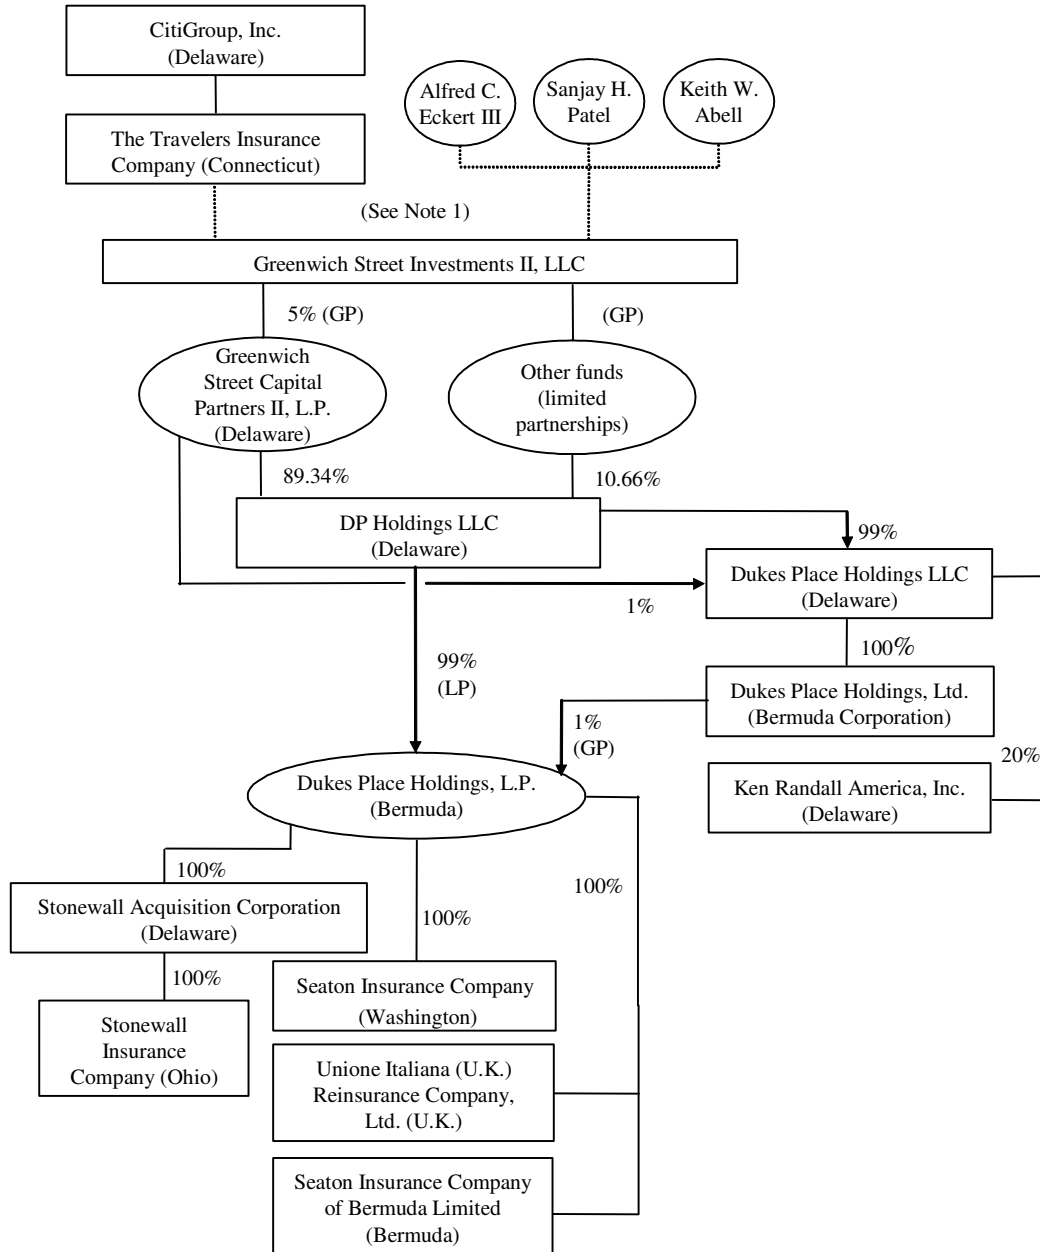 CitiGroup, Inc.
(Delaware)
The Travelers Insurance
Company (Connecticut)
Alfred C.
Eckert III
Sanjay H.
Patel
Keith W.
Abell
(See Note 1)
Greenwich Street Investments II, LLC
5% (GP)
(GP)
Greenwich
Street Capital
Partners II, L.P.
(Delaware)
Other funds
(limited
partnerships)
89.34%
10.66%
DP Holdings LLC
(Delaware)
99%
Dukes Place Holdings LLC
(Delaware)
1%
100%
99%
(LP)
Dukes Place Holdings, Ltd.
(Bermuda Corporation)
1%
(GP)
20%
Ken Randall America, Inc.
(Delaware)
Dukes Place Holdings, L.P.
(Bermuda)
100%
100%
100%
Stonewall Acquisition Corporation
(Delaware)
100%
Stonewall
Insurance
Company (Ohio)
Seaton Insurance Company
(Washington)
Unione Italiana (U.K.)
Reinsurance Company,
Ltd. (U.K.)
Seaton Insurance Company
of Bermuda Limited
(Bermuda)